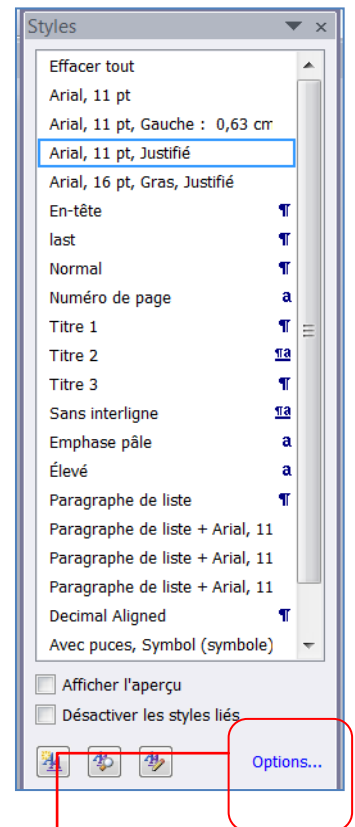 Styles
Effacer tout
Arial, 11 pt
Arial, 11 pt, Gauche : 0,63 cm
Arial, 11 pt, Justifié
Arial, 16 pt, Gras, Justifié
En-tête ¶
last ¶
Normal ¶
Numéro de page a
Titre 1 ¶
Titre 2 ¶a
Titre 3 ¶
Sans interligne ¶a
Emphase pâle a
Élevé a
Paragraphe de liste ¶
Paragraphe de liste + Arial, 11
Paragraphe de liste + Arial, 11
Paragraphe de liste + Arial, 11
Decimal Aligned ¶
Avec puces, Symbol (symbole)
Afficher l'aperçu
Désactiver les styles liés
Options...